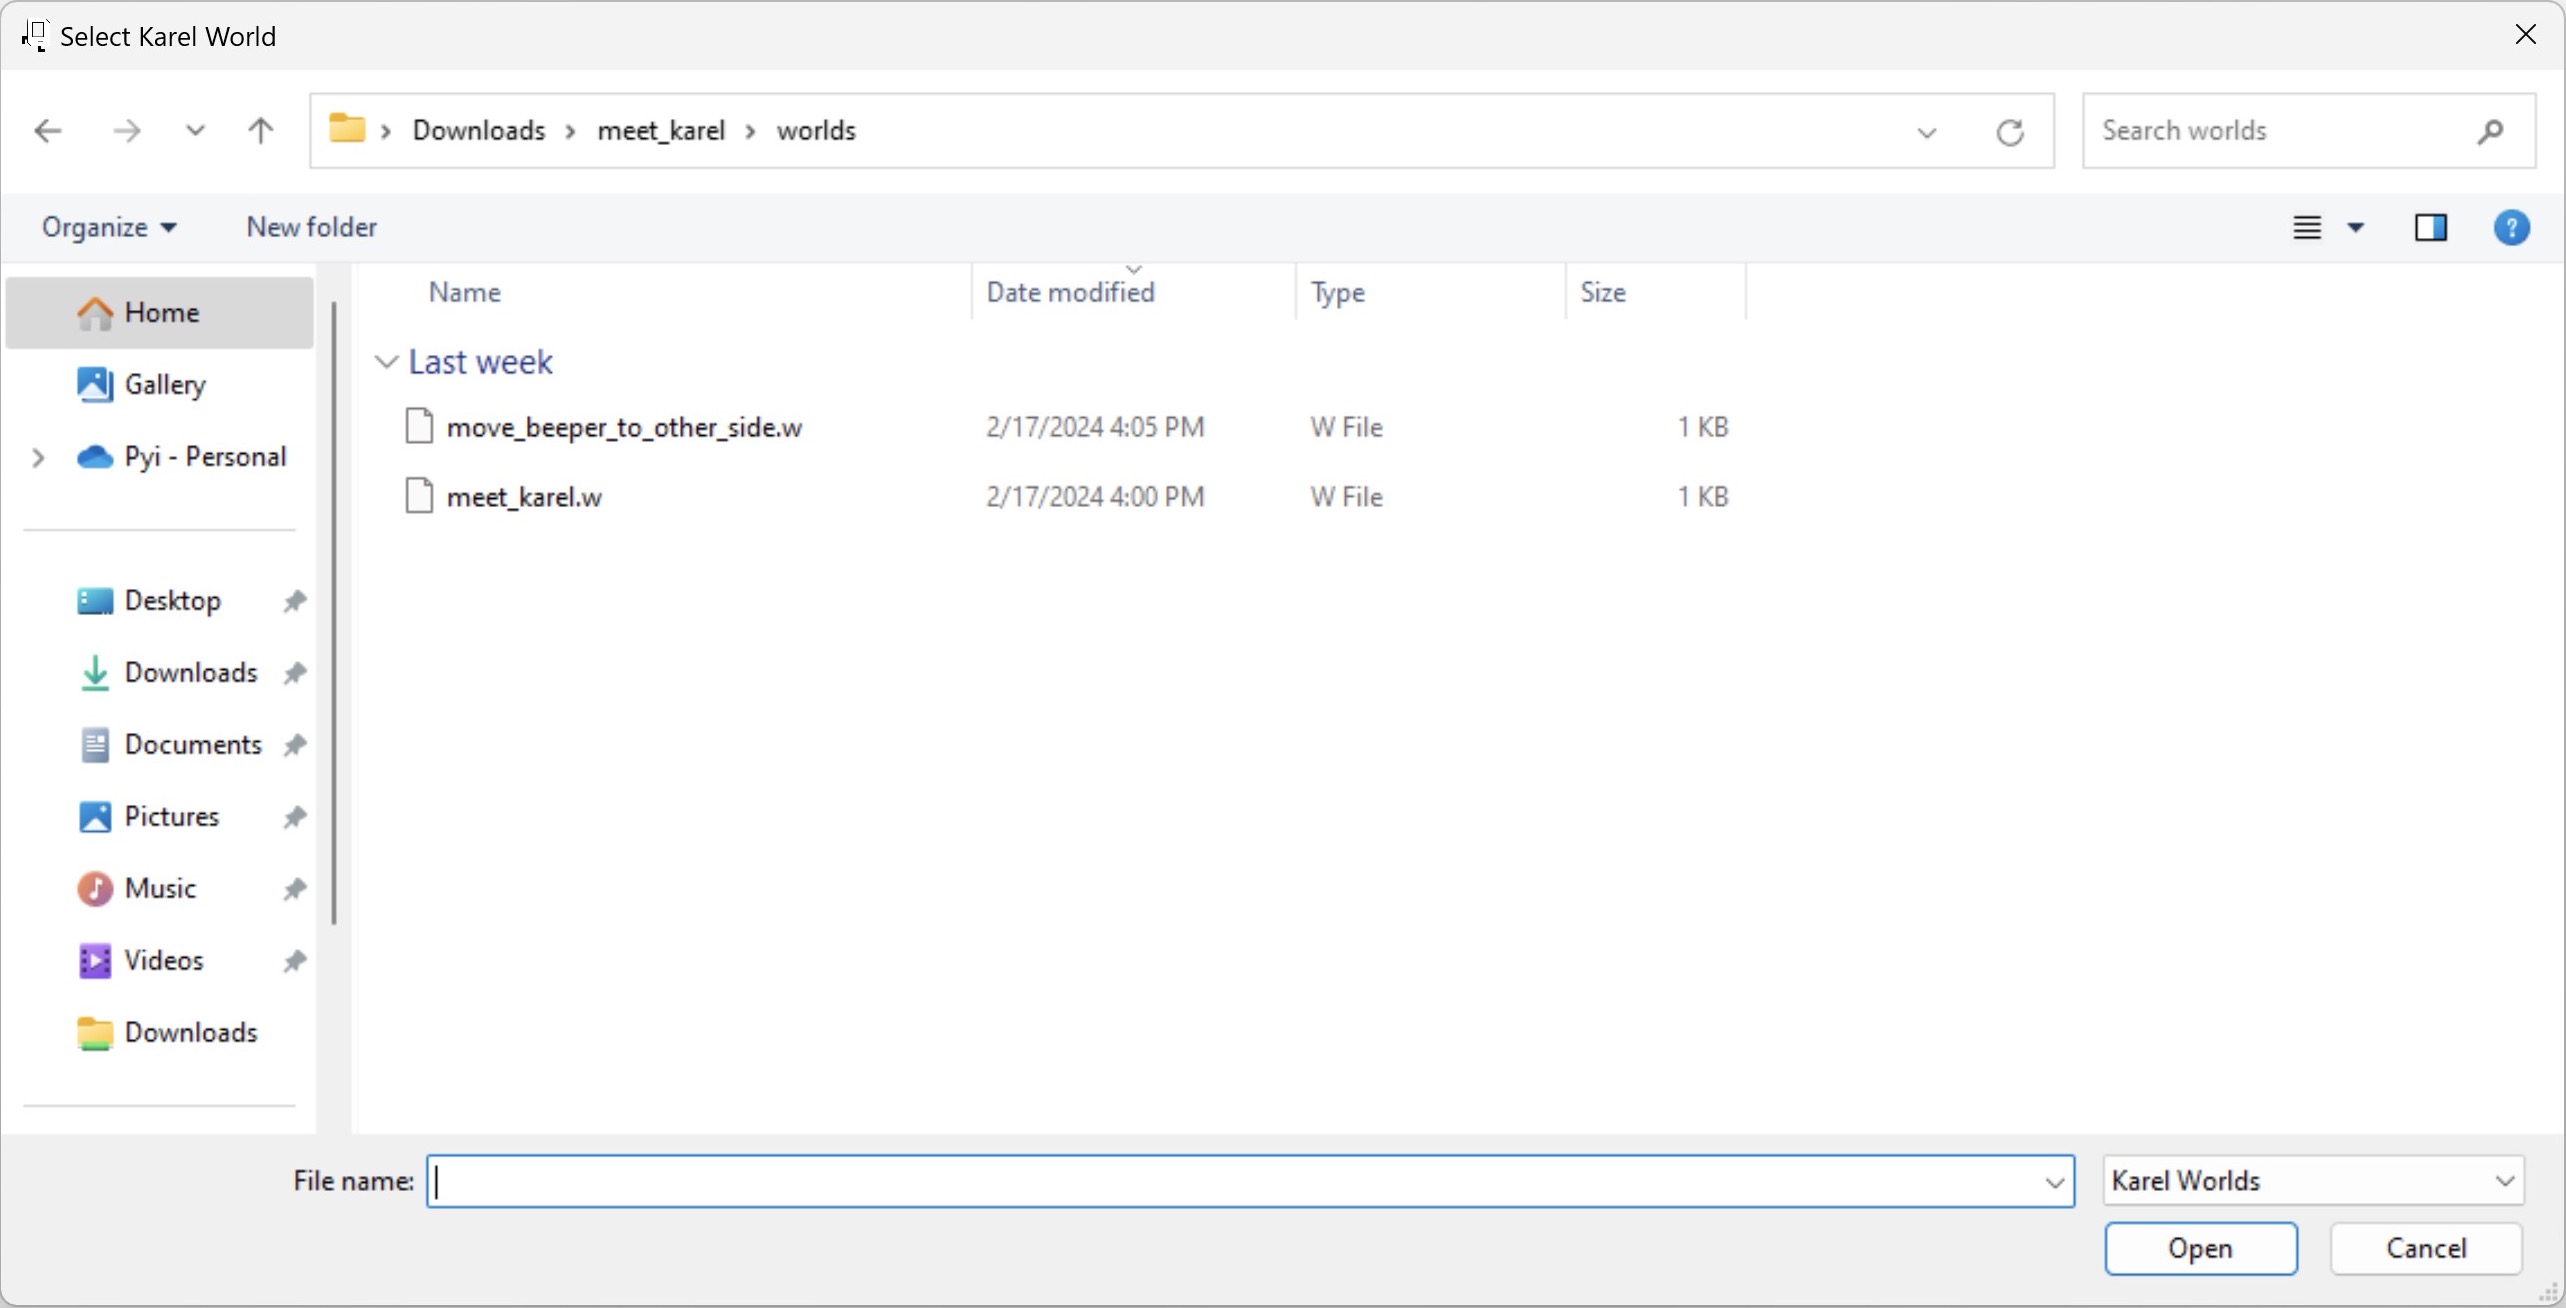 Select Karel World
Downloads > meet_karel > worlds
Search worlds
Organize
New folder
?
Name
Date modified
Type
Size
Home
Gallery
Pyi - Personal
Desktop
Downloads
Documents
Pictures
Music
Videos
Downloads
Last week
move_beeper_to_other_side.w 2/17/2024 4:05 PM W File 1 KB
meet_karel.w 2/17/2024 4:00 PM W File 1 KB
File name:
Karel Worlds
Open
Cancel